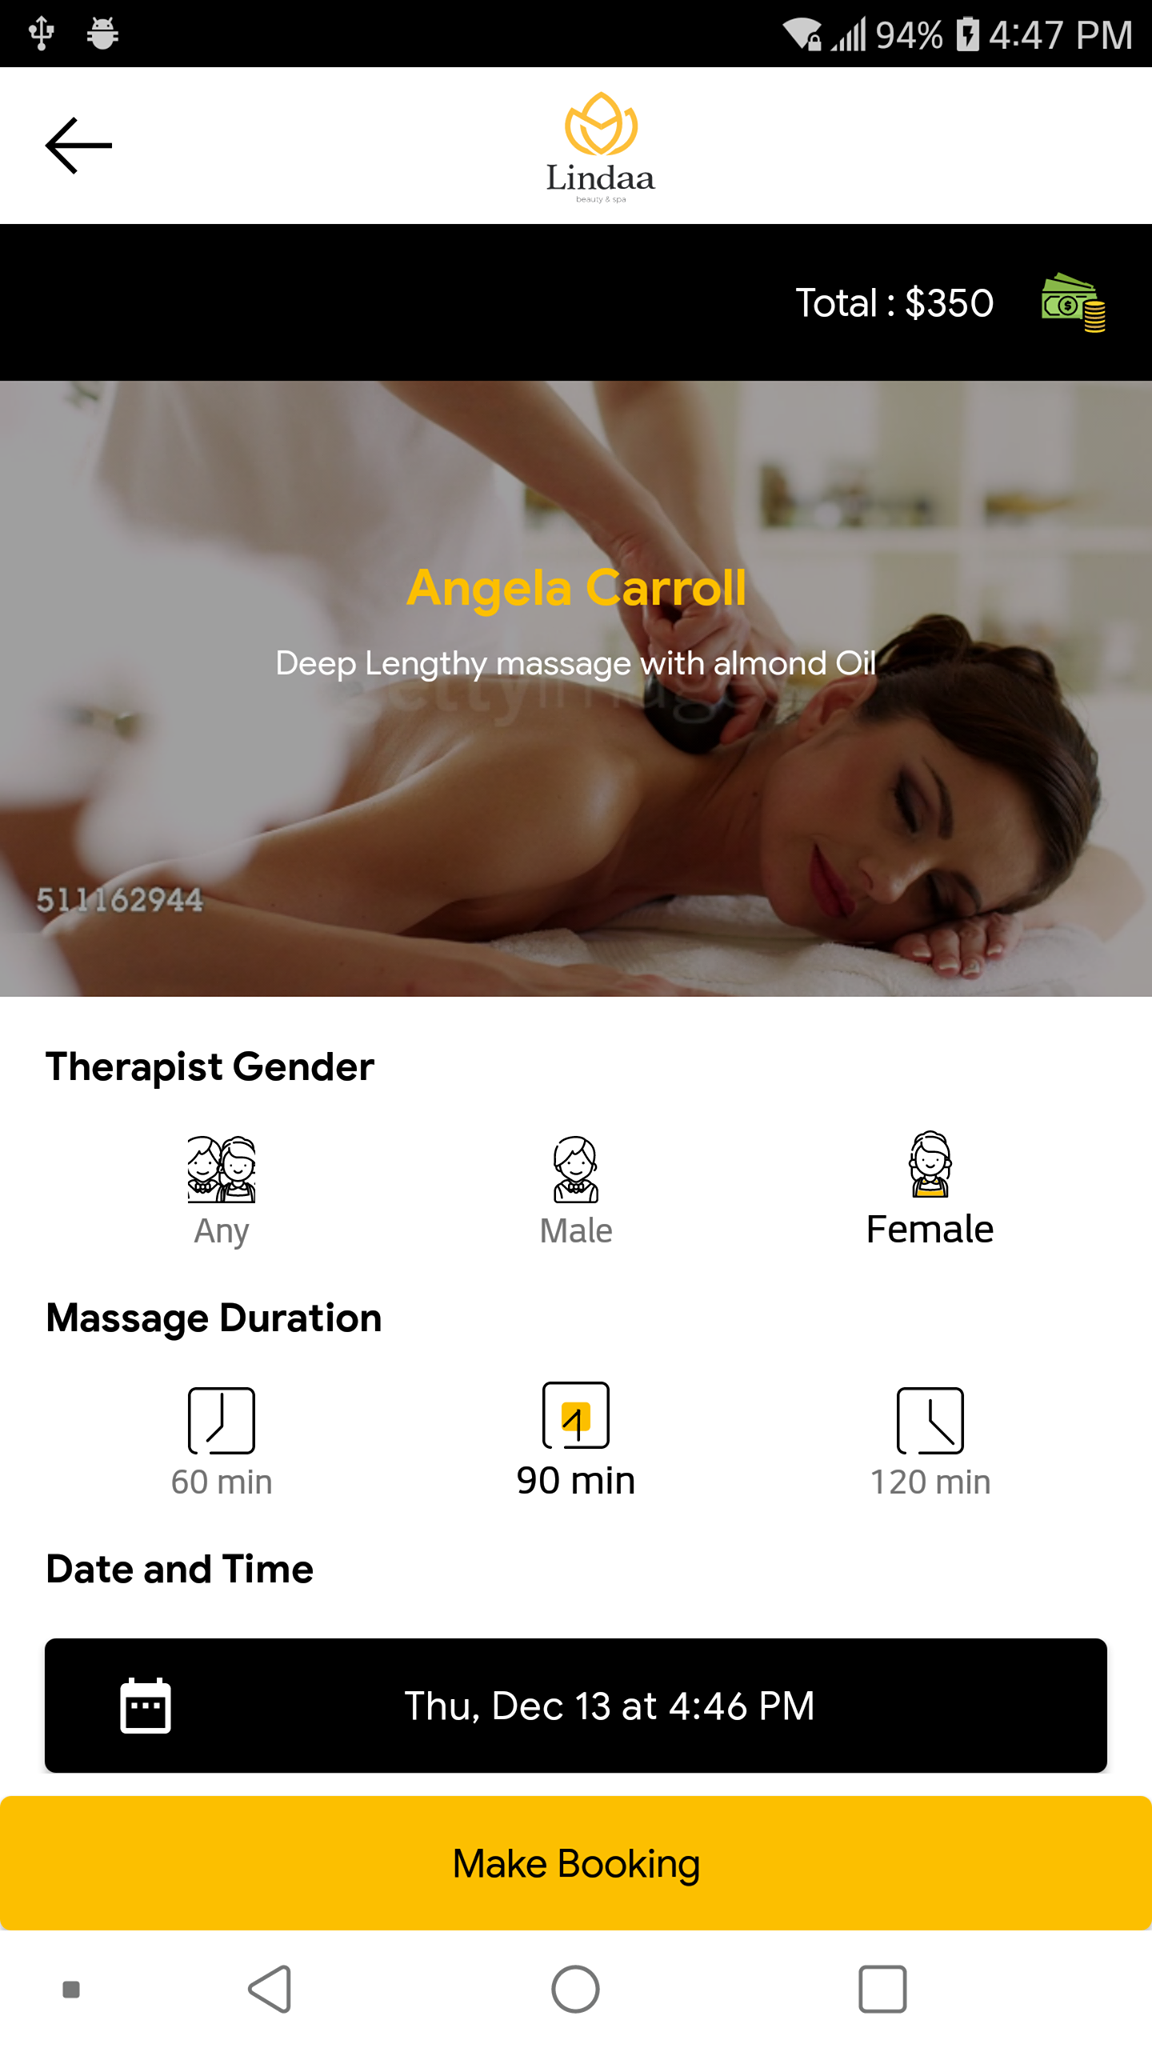 94% 4:47 PM
Lindaa
beauty & spa
Total : $350
Angela Carroll
Deep Lengthy massage with almond Oil
511162944
Therapist Gender
Any Male Female
Massage Duration
60 min 90 min 120 min
Date and Time
Thu, Dec 13 at 4:46 PM
Make Booking